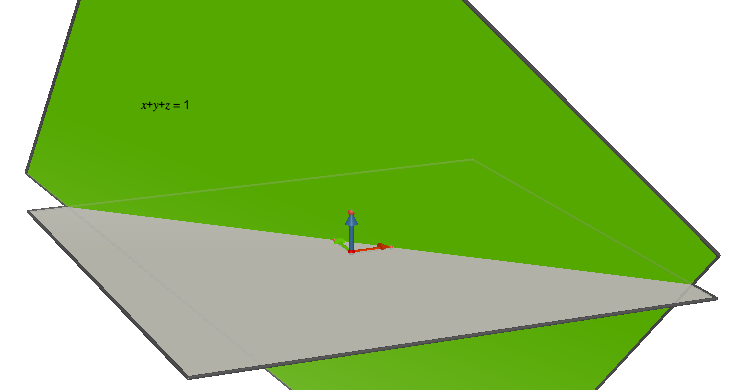 x+y+z = 1